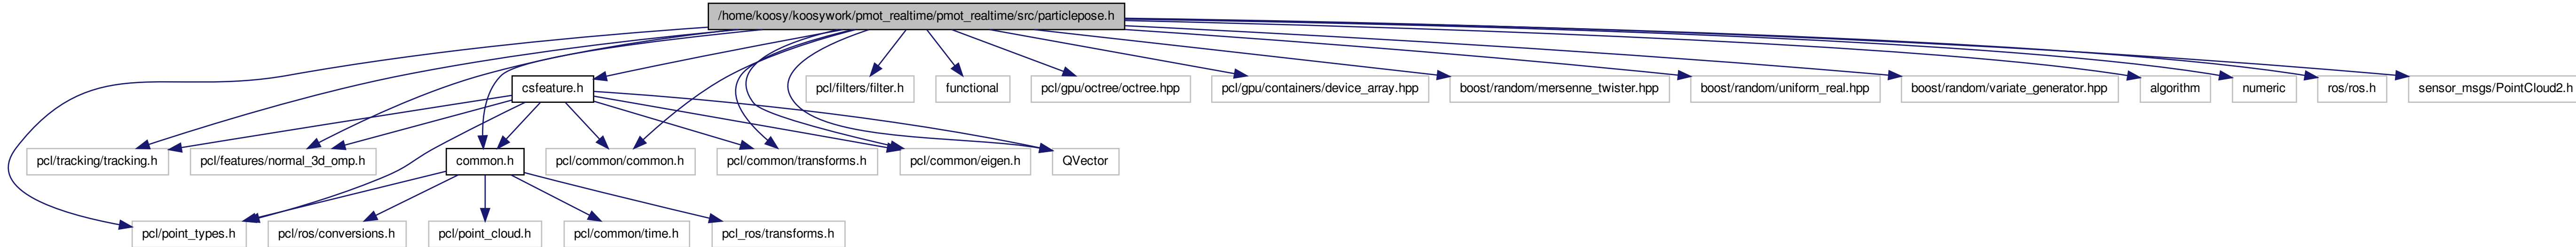 /home/koosy/koosywork/pmot_realtime/pmot_realtime/src/particlepose.h
csfeature.h
pcl/filters/filter.h
functional
pcl/gpu/octree/octree.hpp
pcl/gpu/containers/device_array.hpp
boost/random/mersenne_twister.hpp
boost/random/uniform_real.hpp
boost/random/variate_generator.hpp
algorithm
numeric
ros/ros.h
sensor_msgs/PointCloud2.h
pcl/tracking/tracking.h
pcl/features/normal_3d_omp.h
common.h
pcl/common/common.h
pcl/common/transforms.h
pcl/common/eigen.h
QVector
pcl/point_types.h
pcl/ros/conversions.h
pcl/point_cloud.h
pcl/common/time.h
pcl_ros/transforms.h